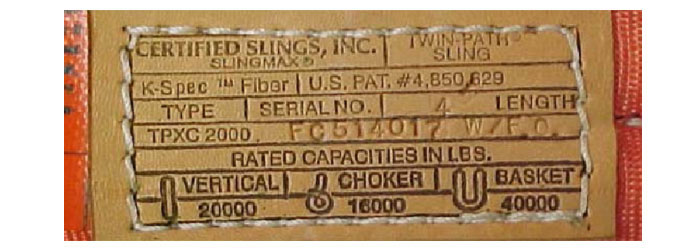 CERTIFIED SLINGS, INC. TWIN-PATH®
SLINGMAX® SLING
K-Spec™ Fiber U.S. PAT. #4,850,629
TYPE SERIAL NO. 4' LENGTH
TPXC 2000 FC514017 W/F.O.
RATED CAPACITIES IN LBS.
VERTICAL CHOKER BASKET
20000 16000 40000